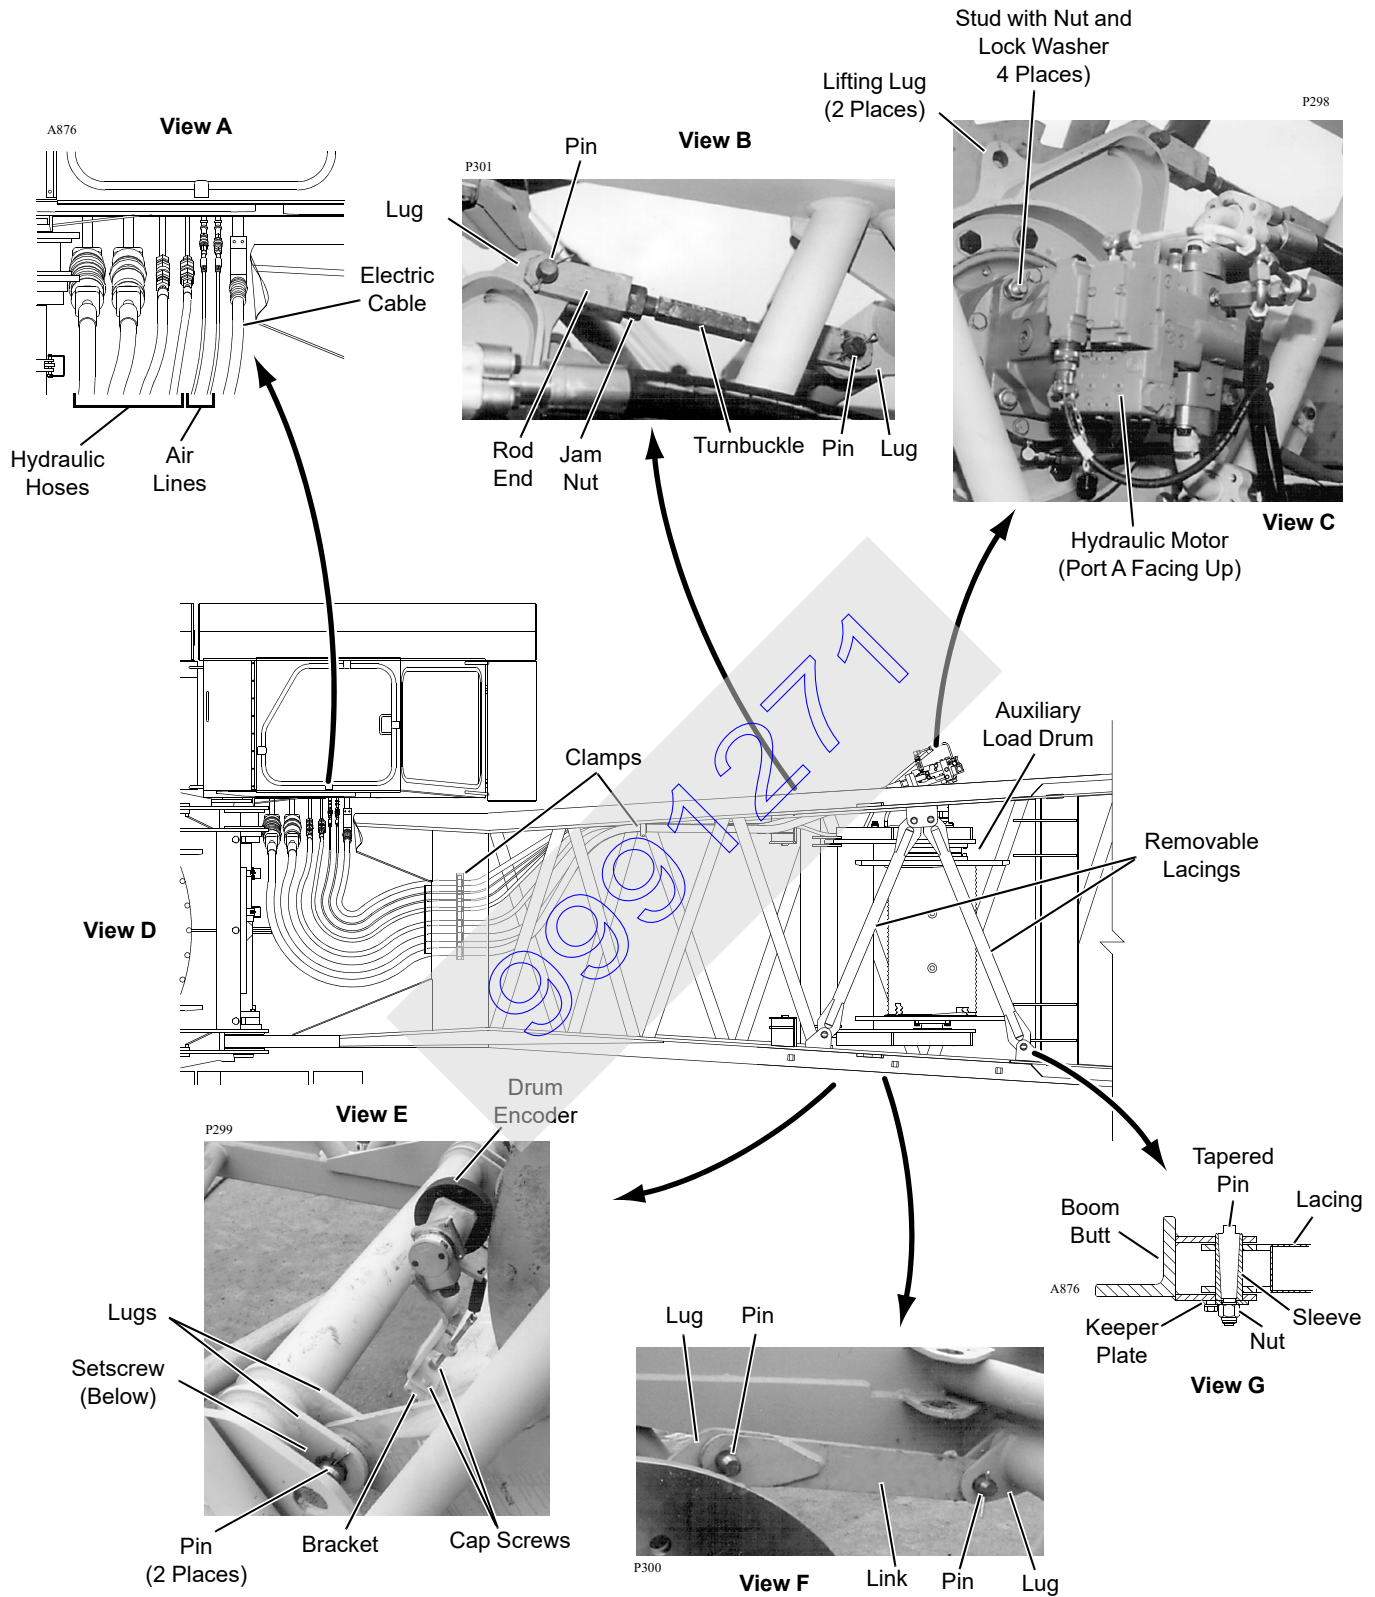 Stud with Nut and
Lock Washer
4 Places)
Lifting Lug
(2 Places)
P298
A876
View A
View B
Pin
P301
Lug
Electric
Cable
Hydraulic
Hoses
Air
Lines
Rod
End
Jam
Nut
Turnbuckle
Pin
Lug
View C
Hydraulic Motor
(Port A Facing Up)
9991271
Auxiliary
Load Drum
Clamps
Removable
Lacings
View D
Drum
Encoder
View E
P299
Tapered
Pin
Boom
Butt
Lacing
A876
Sleeve
Keeper
Plate
Nut
View G
Lugs
Setscrew
(Below)
Lug
Pin
Pin
(2 Places)
Bracket
Cap Screws
P300
View F
Link
Pin
Lug